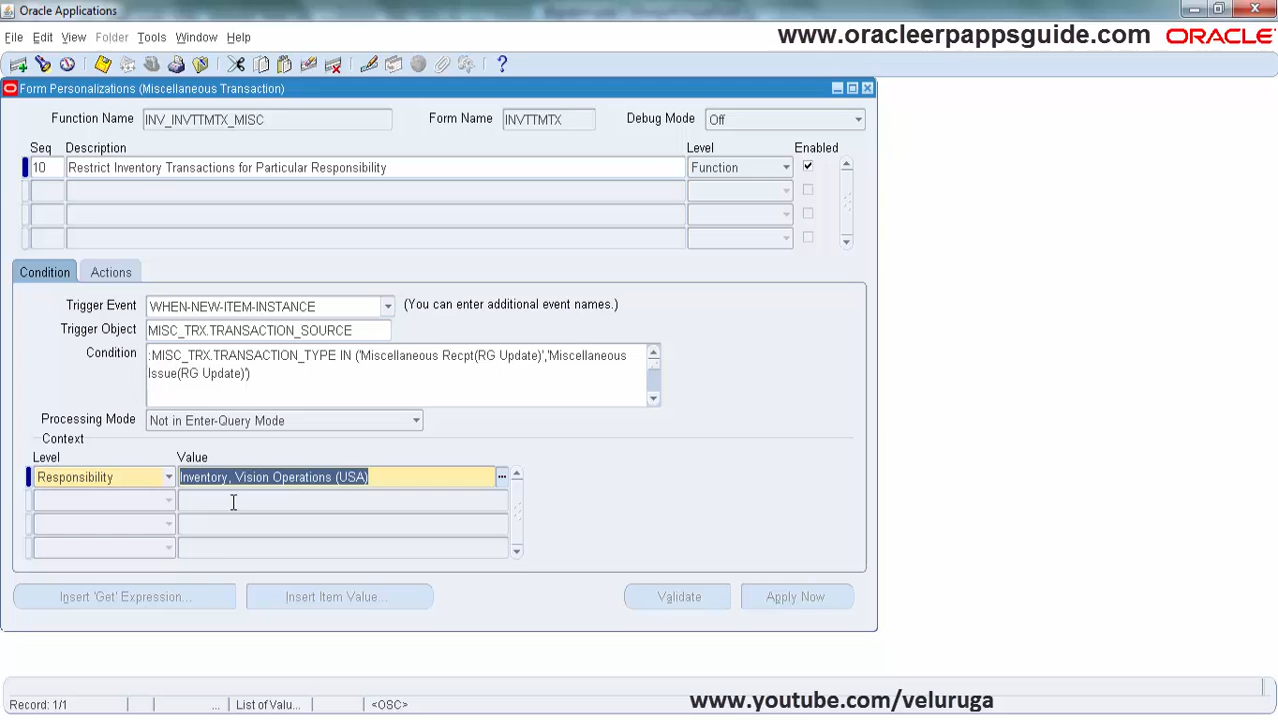 Oracle Applications
File Edit View Folder Tools Window Help
www.oracleerpappsguide.com ORACLE
Form Personalizations (Miscellaneous Transaction)
Function Name INV_INVTTMTX_MISC Form Name INVTTMTX Debug Mode Off
Seq Description Level Enabled
10 Restrict Inventory Transactions for Particular Responsibility Function
Condition Actions
Trigger Event WHEN-NEW-ITEM-INSTANCE (You can enter additional event names.)
Trigger Object MISC_TRX.TRANSACTION_SOURCE
Condition :MISC_TRX.TRANSACTION_TYPE IN ('Miscellaneous Recpt(RG Update)','Miscellaneous
Issue(RG Update)')
Processing Mode Not in Enter-Query Mode
Context
Level Value
Responsibility Inventory, Vision Operations (USA)
Insert 'Get' Expression... Insert Item Value... Validate Apply Now
Record: 1/1 ... List of Valu... <OSC>
www.youtube.com/veluruga